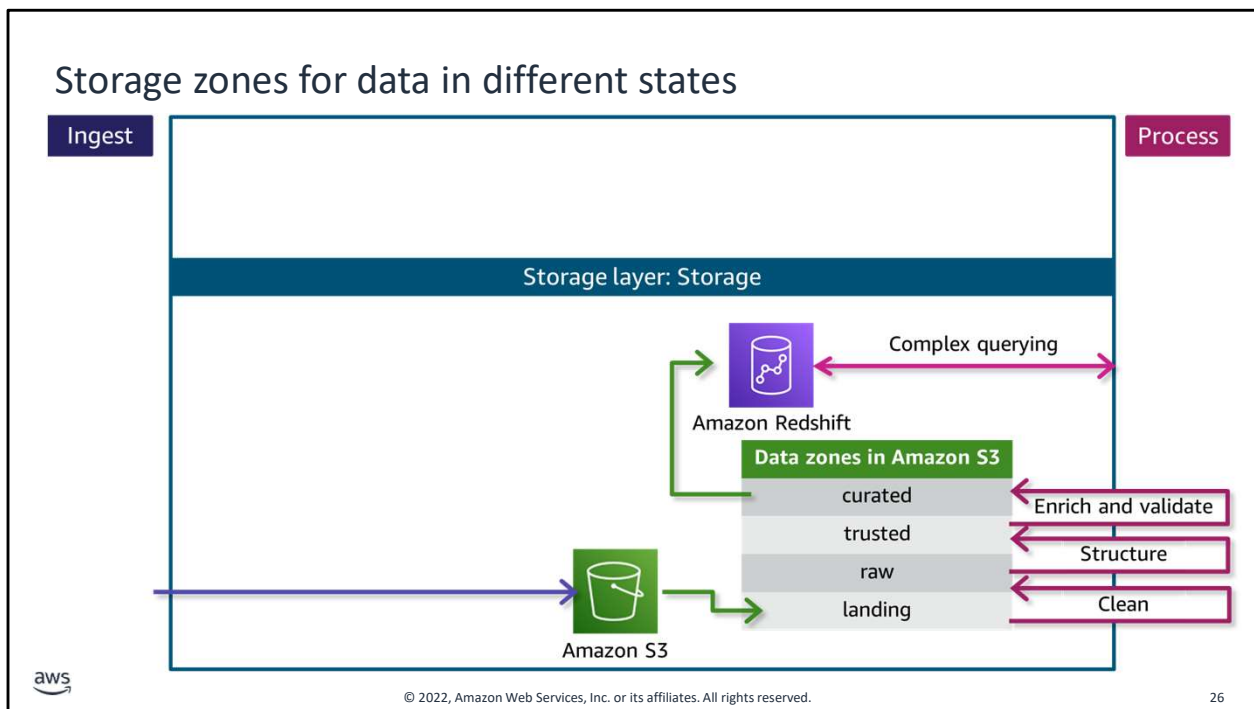 Storage zones for data in different states
Ingest
Process
Storage layer: Storage
Complex querying
Amazon Redshift
Data zones in Amazon S3
curated
Enrich and validate
trusted
Structure
raw
landing
Clean
Amazon S3
aws
© 2022, Amazon Web Services, Inc. or its affiliates. All rights reserved.
26